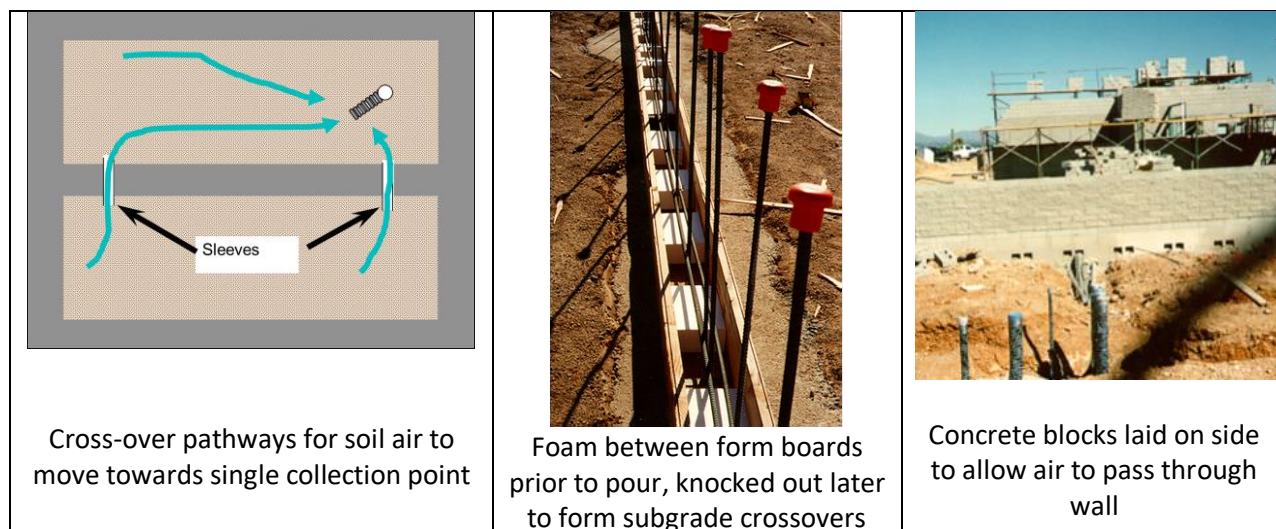 Sleeves
Cross-over pathways for soil air to
move towards single collection point
Foam between form boards
prior to pour, knocked out later
to form subgrade crossovers
Concrete blocks laid on side
to allow air to pass through
wall